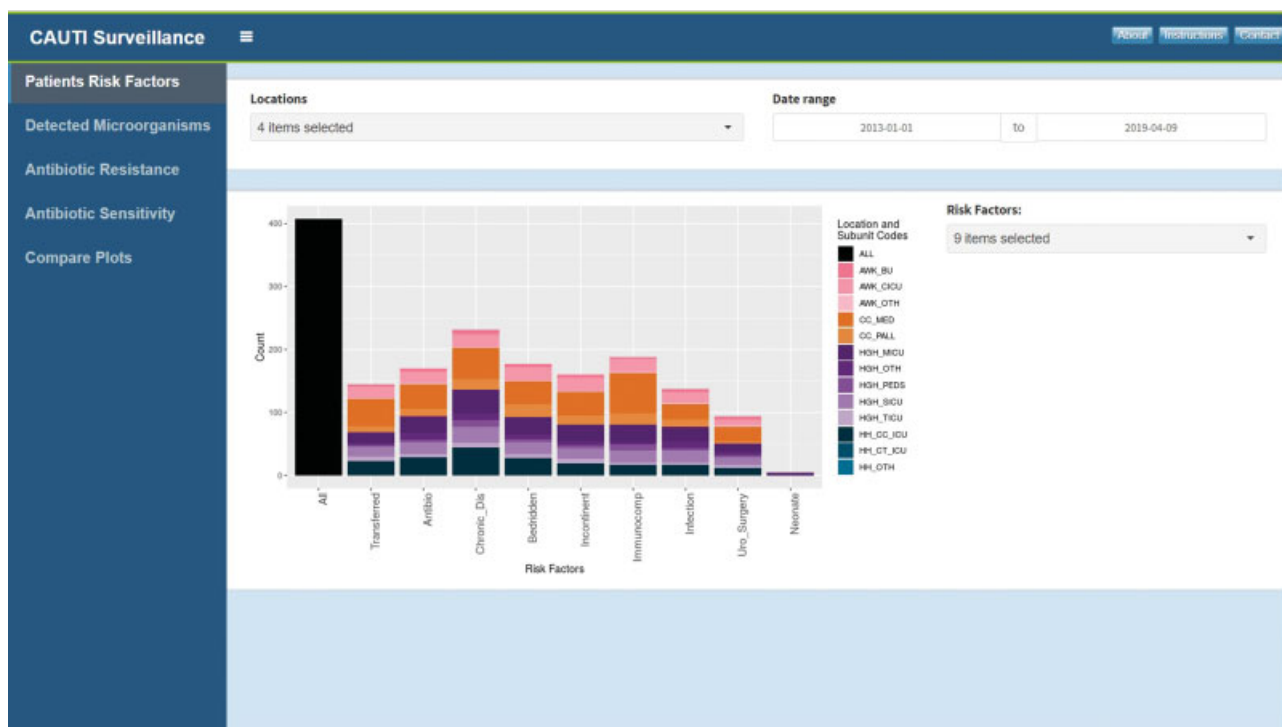 CAUTI Surveillance
About Instructions Contact
Patients Risk Factors
Detected Microorganisms
Antibiotic Resistance
Antibiotic Sensitivity
Compare Plots
Locations
4 items selected
Date range
2013-01-01 to 2019-04-09
Risk Factors:
9 items selected
Count
400
300
200
100
0
All
Transferred
Antibio
Chronic_Dis
Bedridden
Incontinent
Immunocomp
Infection
Uro_Surgery
Neonate
Risk Factors
Location and
Subunit Codes
ALL
AWK_BU
AWK_CICU
AWK_OTH
CC_MED
CC_PALL
HGH_MICU
HGH_OTH
HGH_PEDS
HGH_SICU
HGH_TICU
HH_CC_ICU
HH_CT_ICU
HH_OTH